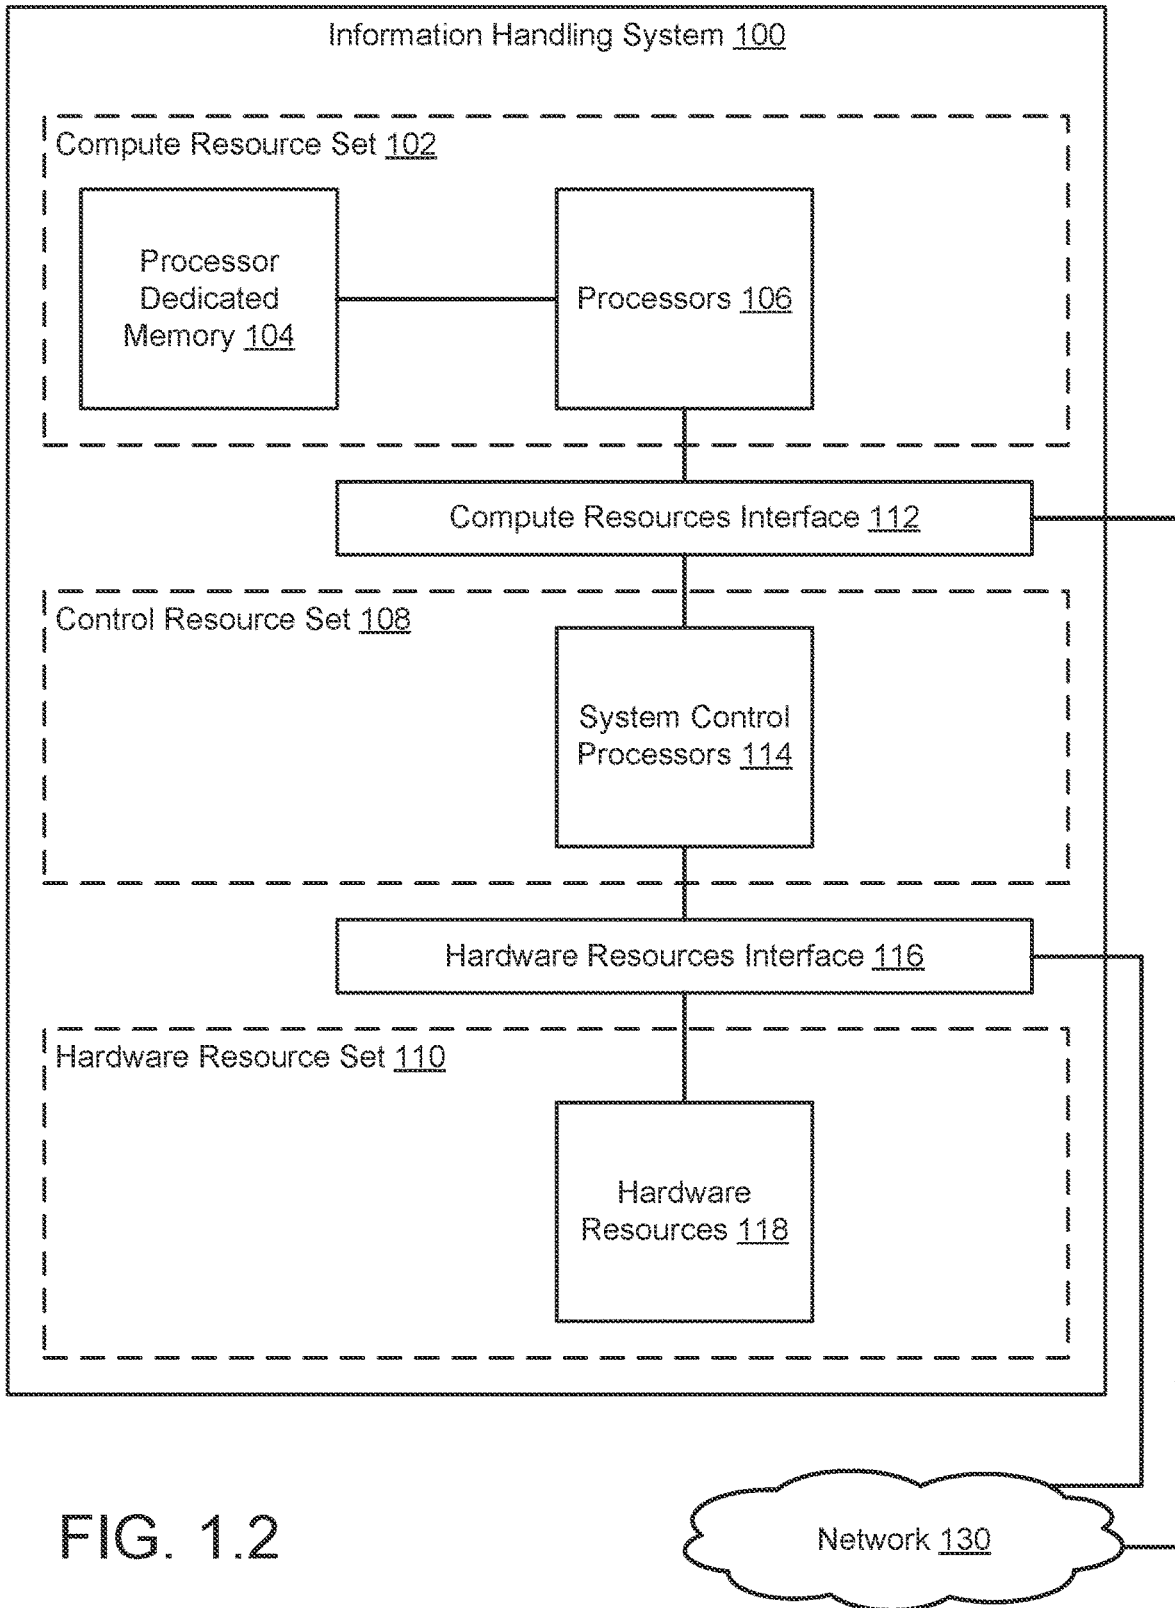 Information Handling System 100
Compute Resource Set 102
Processor
Dedicated
Memory 104
Processors 106
Compute Resources Interface 112
Control Resource Set 108
System Control
Processors 114
Hardware Resources Interface 116
Hardware Resource Set 110
Hardware
Resources 118
FIG. 1.2
Network 130